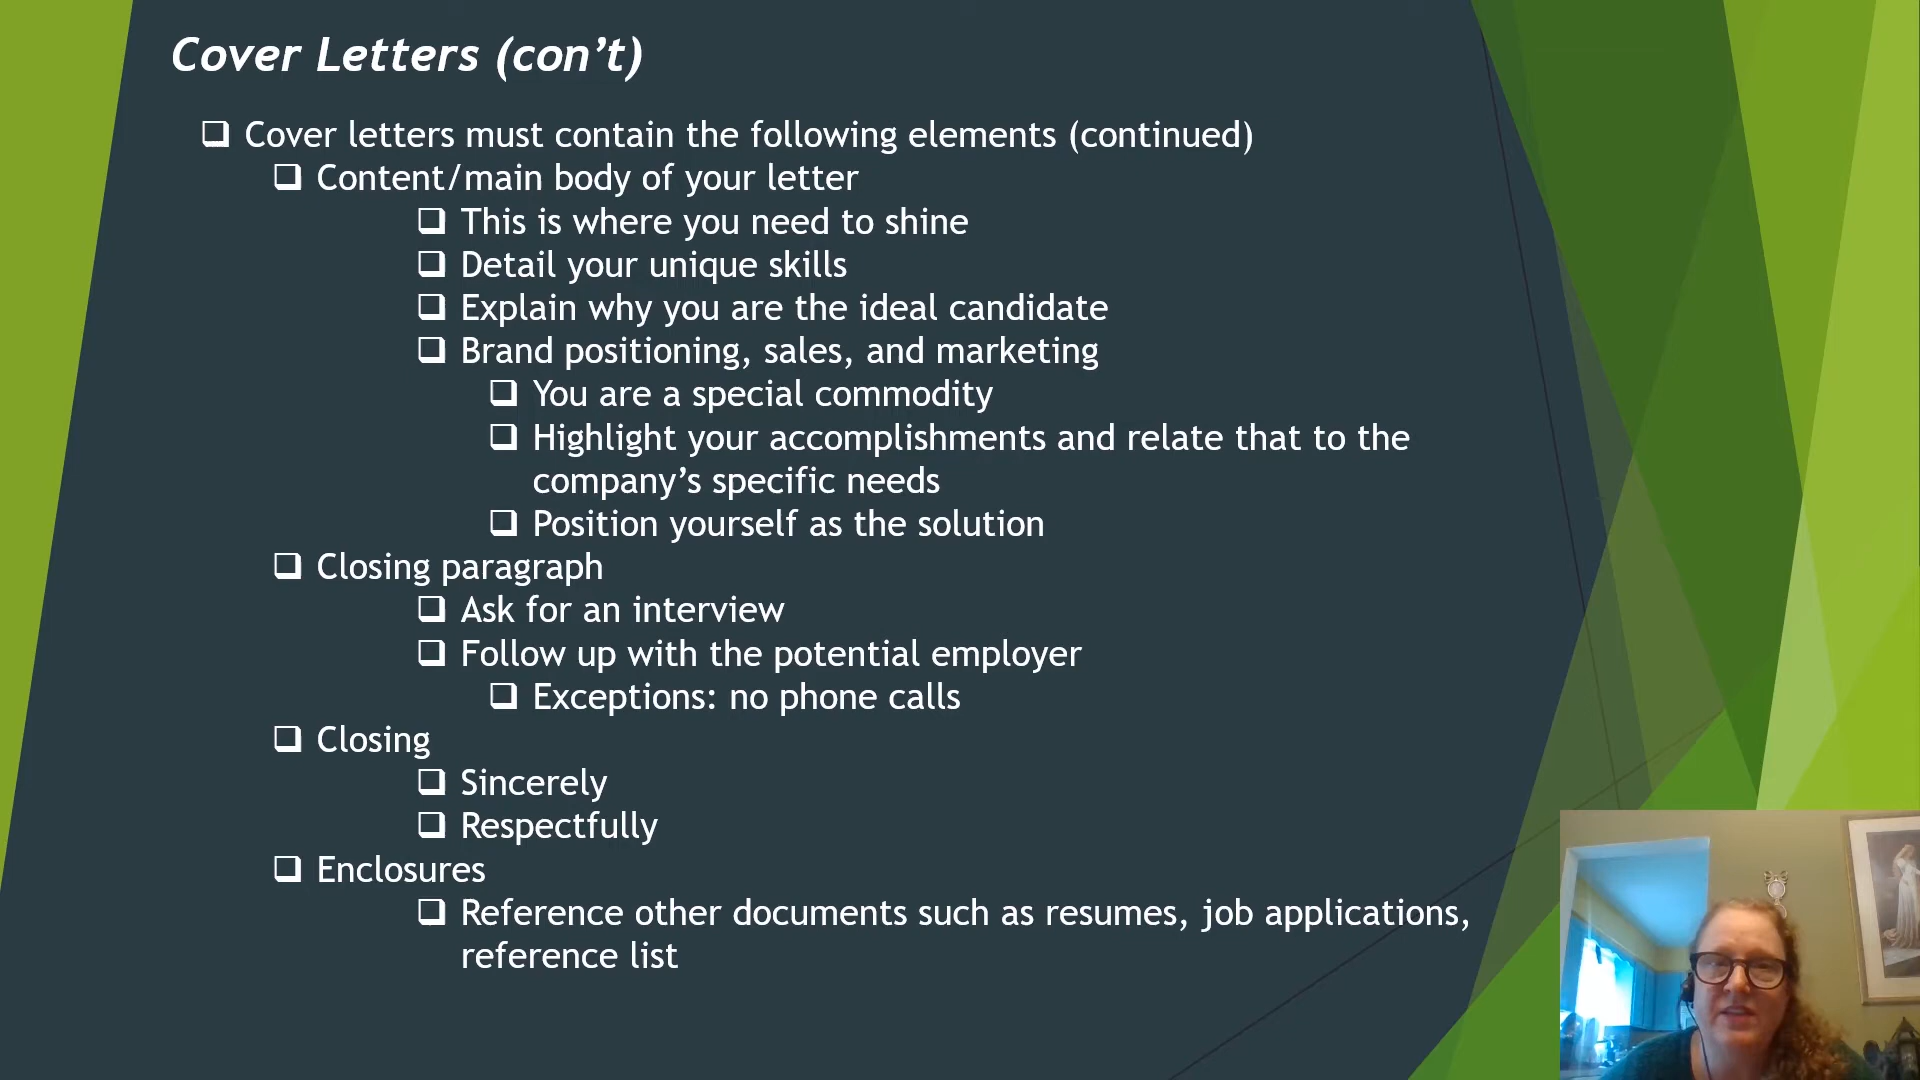 Cover Letters (con’t)
❑ Cover letters must contain the following elements (continued)
❑ Content/main body of your letter
❑ This is where you need to shine
❑ Detail your unique skills
❑ Explain why you are the ideal candidate
❑ Brand positioning, sales, and marketing
❑ You are a special commodity
❑ Highlight your accomplishments and relate that to the
company’s specific needs
❑ Position yourself as the solution
❑ Closing paragraph
❑ Ask for an interview
❑ Follow up with the potential employer
❑ Exceptions: no phone calls
❑ Closing
❑ Sincerely
❑ Respectfully
❑ Enclosures
❑ Reference other documents such as resumes, job applications,
reference list